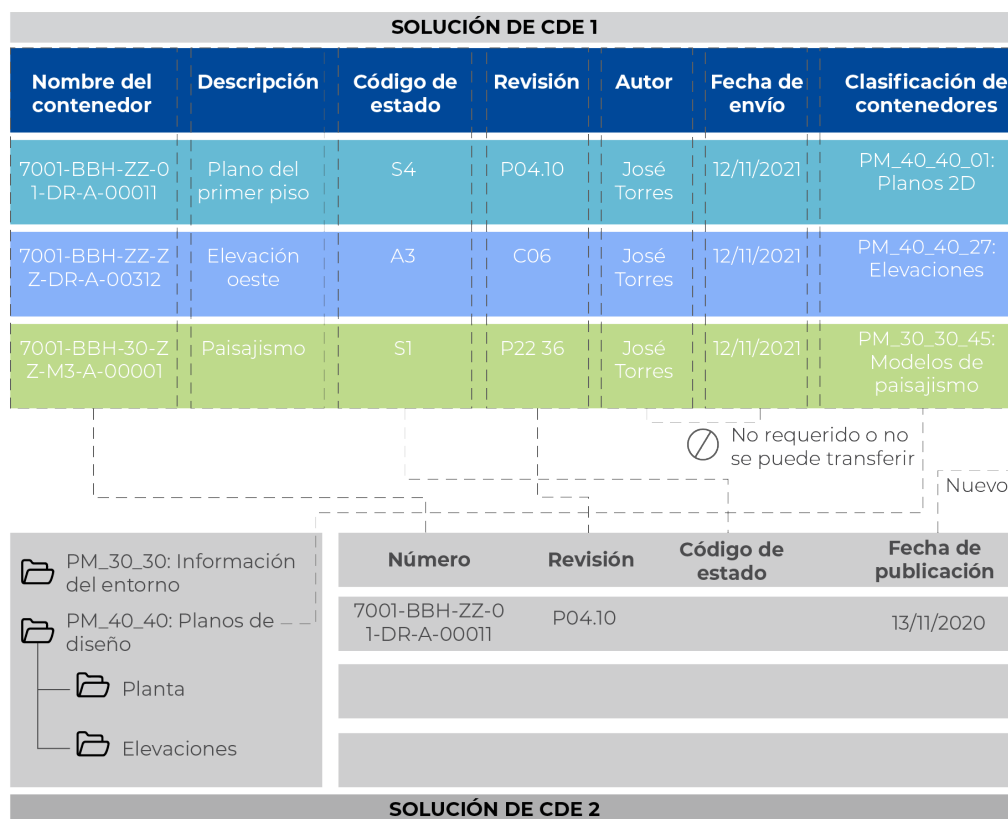 SOLUCIÓN DE CDE 1
Nombre del contenedor
Descripción
Código de estado
Revisión
Autor
Fecha de envío
Clasificación de contenedores
7001-BBH-ZZ-0
1-DR-A-00011
Plano del
primer piso
S4
P04.10
José
Torres
12/11/2021
PM_40_40_01:
Planos 2D
7001-BBH-ZZ-Z
Z-DR-A-00312
Elevación
oeste
A3
C06
José
Torres
12/11/2021
PM_40_40_27:
Elevaciones
7001-BBH-30-Z
Z-M3-A-00001
Paisajismo
S1
P22 36
José
Torres
12/11/2021
PM_30_30_45:
Modelos de
paisajismo
No requerido o no
se puede transferir
Nuevo
PM_30_30: Información
del entorno
PM_40_40: Planos de
diseño
Planta
Elevaciones
Número
Revisión
Código de
estado
Fecha de
publicación
7001-BBH-ZZ-0
1-DR-A-00011
P04.10
13/11/2020
SOLUCIÓN DE CDE 2